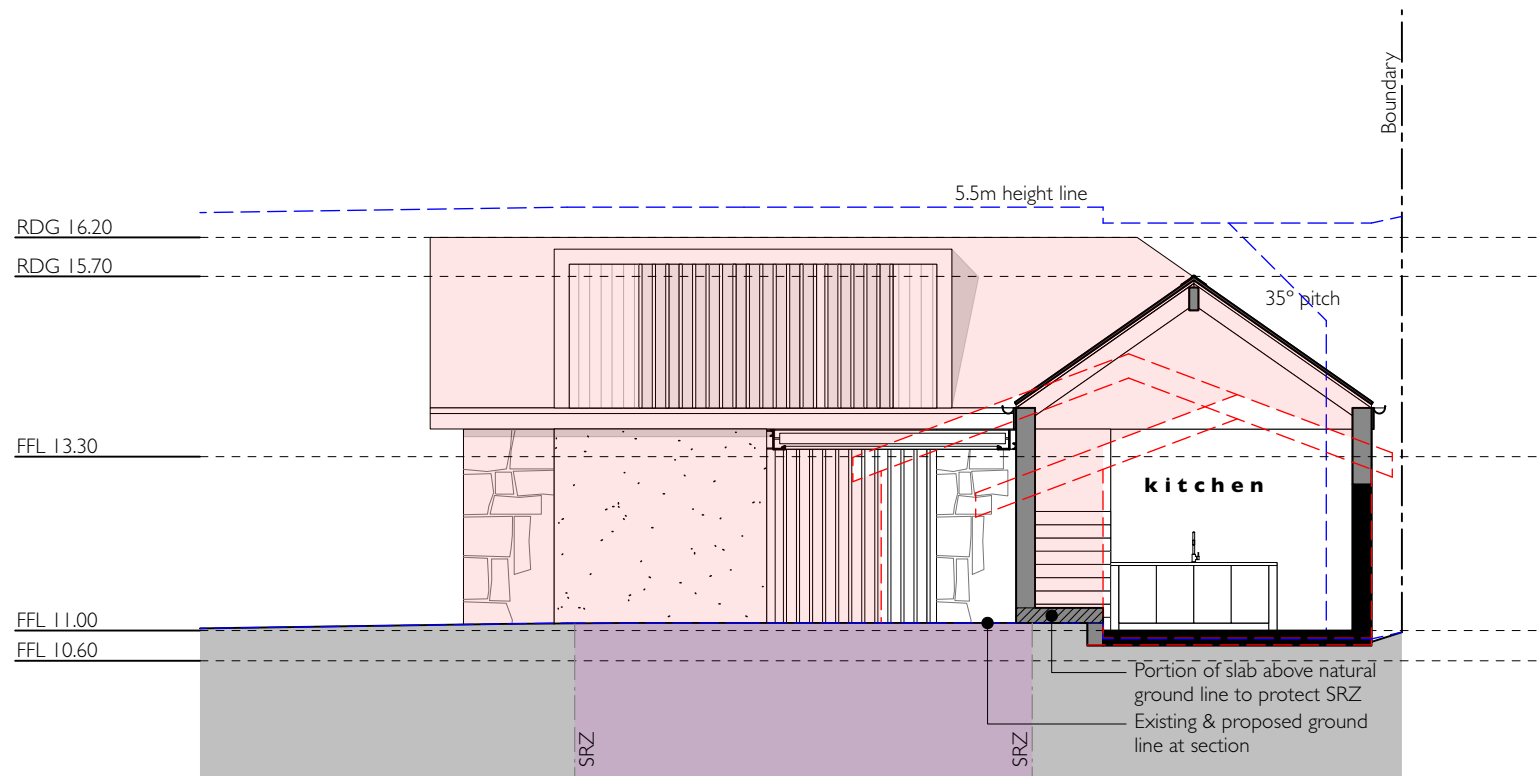 Boundary
5.5m height line
RDG 16.20
RDG 15.70
35° pitch
FFL 13.30
kitchen
FFL 11.00
FFL 10.60
Portion of slab above natural
ground line to protect SRZ
Existing & proposed ground
line at section
SRZ
SRZ